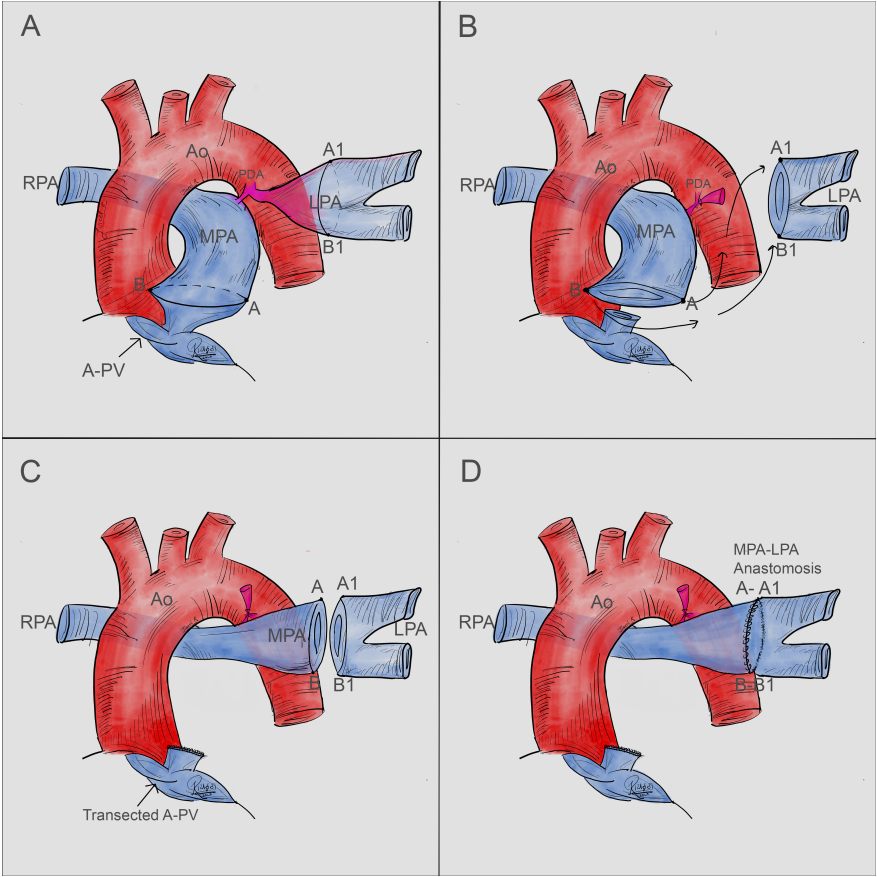 A
Ao
RPA
PDA
A1
LPA
MPA
B1
B
A
A-PV
B
Ao
RPA
PDA
A1
LPA
MPA
B1
B
A
C
Ao
RPA
A
A1
MPA
LPA
B
B1
Transected A-PV
D
MPA-LPA
Anastomosis
A- A1
Ao
RPA
B-B1